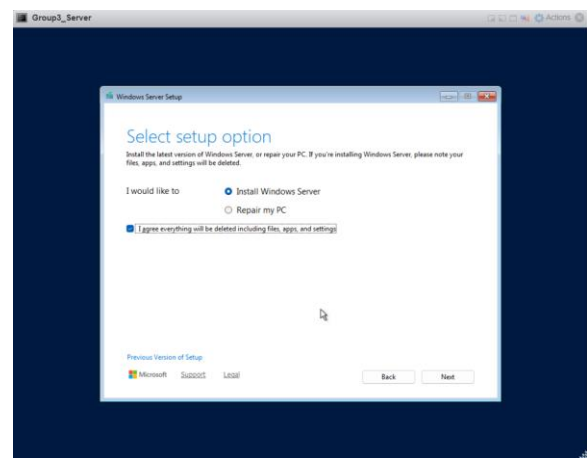 Group3_Server
Actions
Windows Server Setup
Select setup option
Install the latest version of Windows Server, or repair your PC. If you're installing Windows Server, please note your
files, apps, and settings will be deleted.
I would like to
Install Windows Server
Repair my PC
I agree everything will be deleted including files, apps, and settings
Previous Version of Setup
Microsoft Support Legal
Back Next